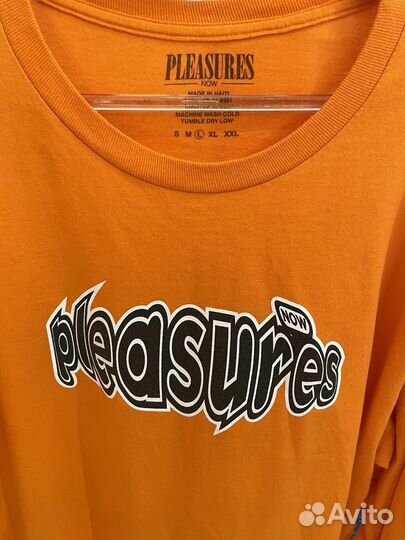 PLEASURES
NOW
MADE IN HAITI
MACHINE WASH COLD
TUMBLE DRY LOW
S M L XL XXL
NOW
pleasures
Avito